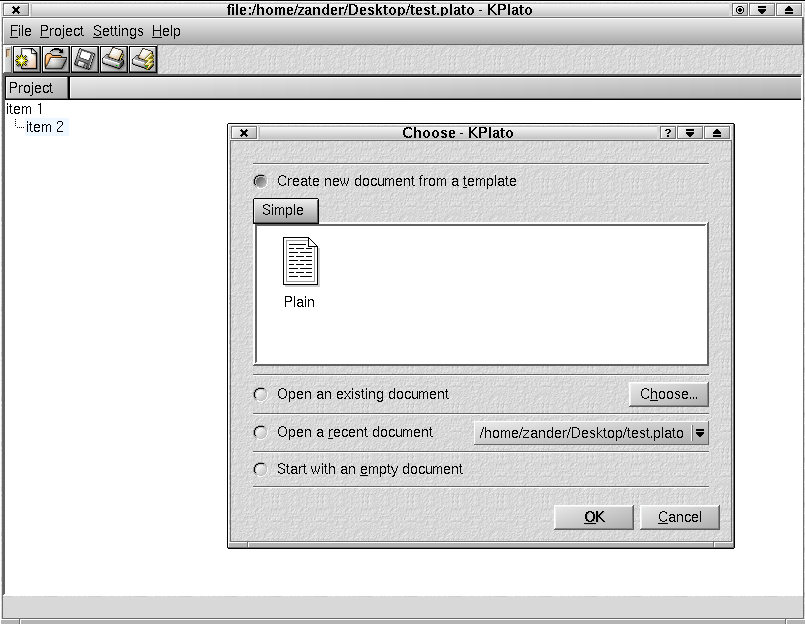 file:/home/zander/Desktop/test.plato - KPlato
File Project Settings Help
Project
item 1
item 2
Choose - KPlato
Create new document from a template
Simple
Plain
Open an existing document Choose...
Open a recent document /home/zander/Desktop/test.plato
Start with an empty document
OK Cancel